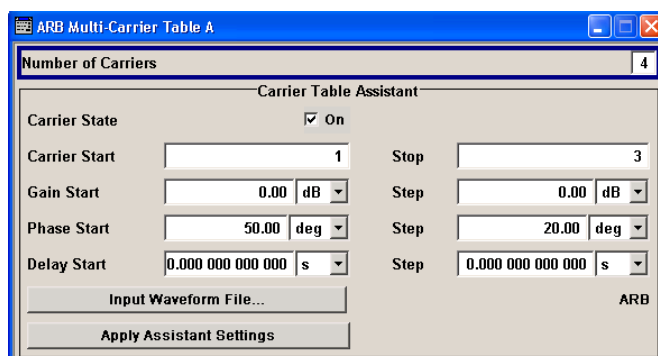 ARB Multi-Carrier Table A
Number of Carriers 4
Carrier Table Assistant
Carrier State On
Carrier Start 1 Stop 3
Gain Start 0.00 dB Step 0.00 dB
Phase Start 50.00 deg Step 20.00 deg
Delay Start 0.000 000 000 000 s Step 0.000 000 000 000 s
Input Waveform File... ARB
Apply Assistant Settings